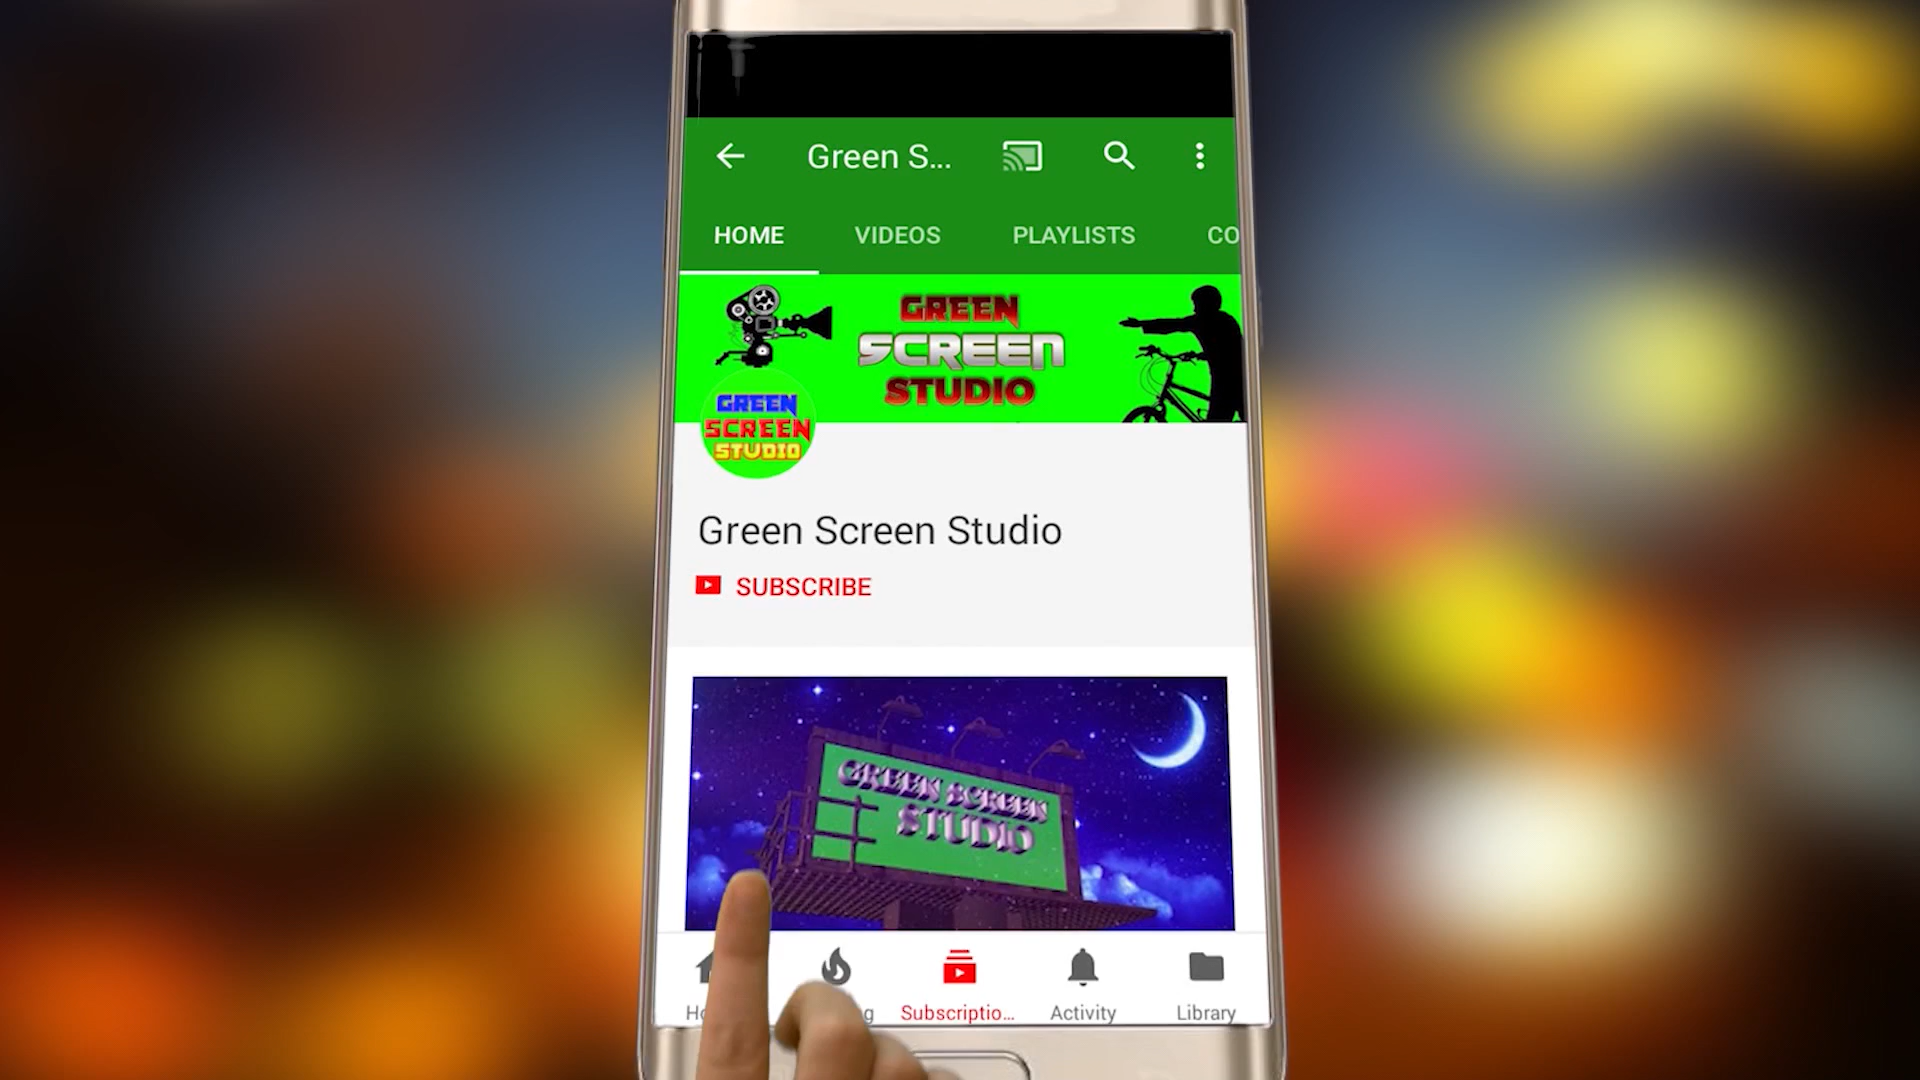 Green S...
HOME VIDEOS PLAYLISTS CO
GREEN
SCREEN
STUDIO
GREEN
SCREEN
STUDIO
Green Screen Studio
SUBSCRIBE
GREEN SCREEN
STUDIO
Subscriptio... Activity Library